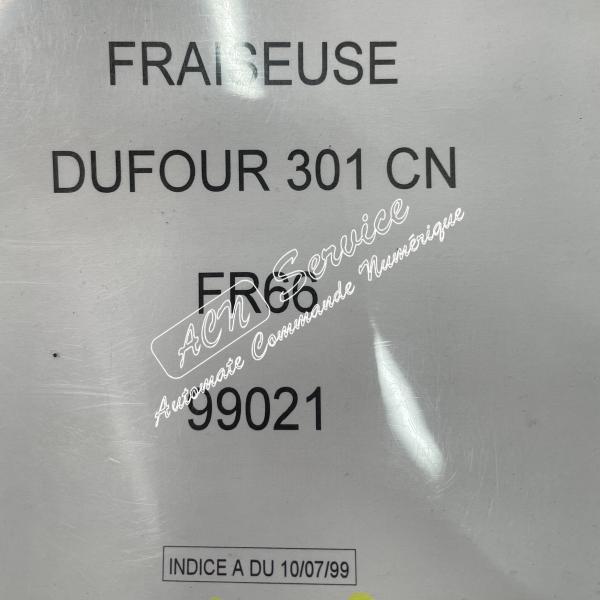 FRAISEUSE
DUFOUR 301 CN
FR66
ACN Service
Automate Commande Numérique
99021
INDICE A DU 10/07/99